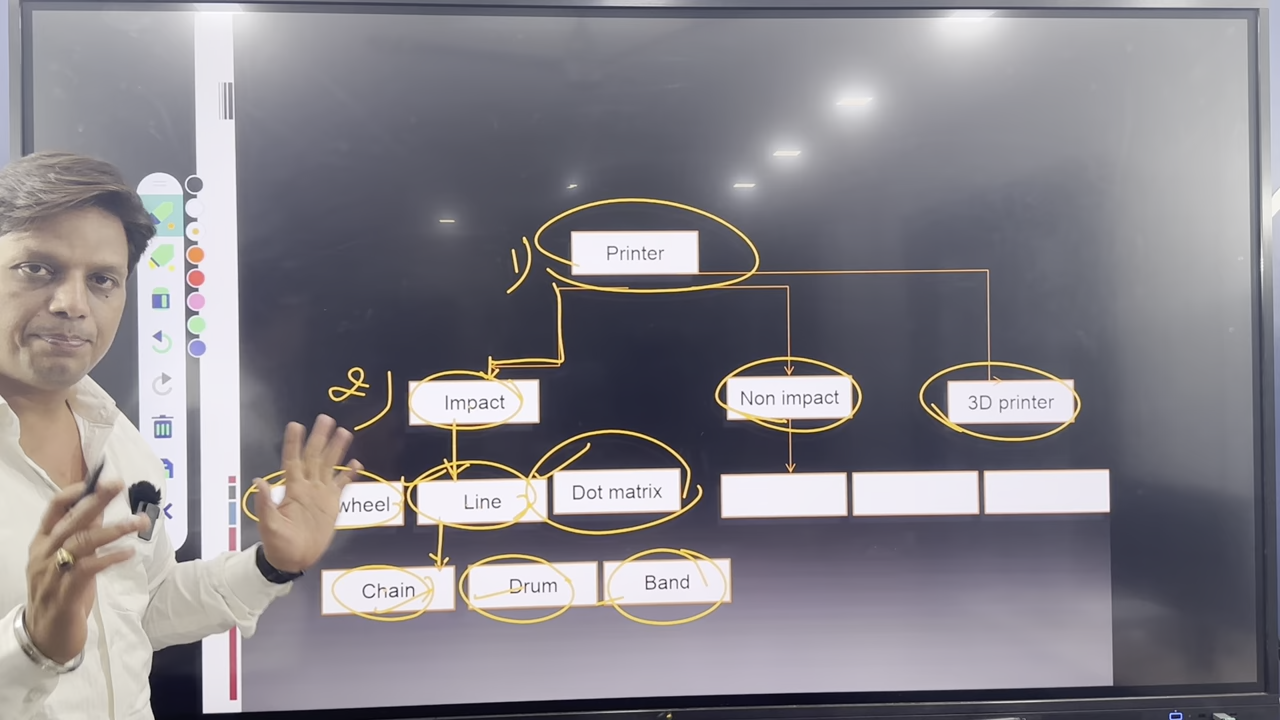 1)
Printer
2)
Impact
Non impact
3D printer
wheel
Line
Dot matrix
Chain
Drum
Band